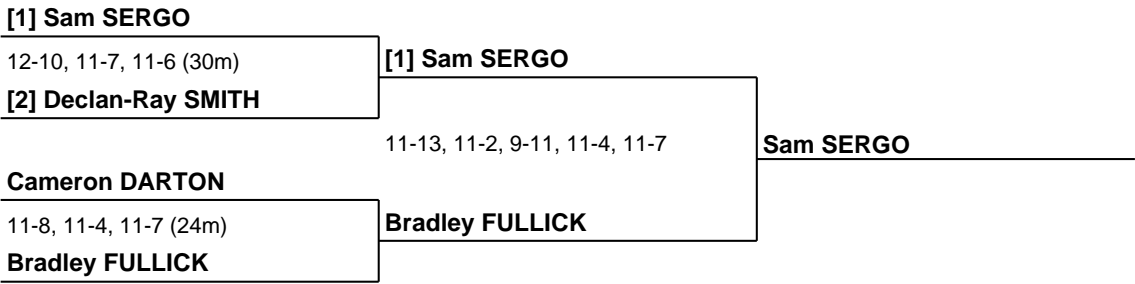 [1] Sam SERGO
12-10, 11-7, 11-6 (30m)
[2] Declan-Ray SMITH
[1] Sam SERGO
11-13, 11-2, 9-11, 11-4, 11-7
Sam SERGO
Cameron DARTON
11-8, 11-4, 11-7 (24m)
Bradley FULLICK
Bradley FULLICK